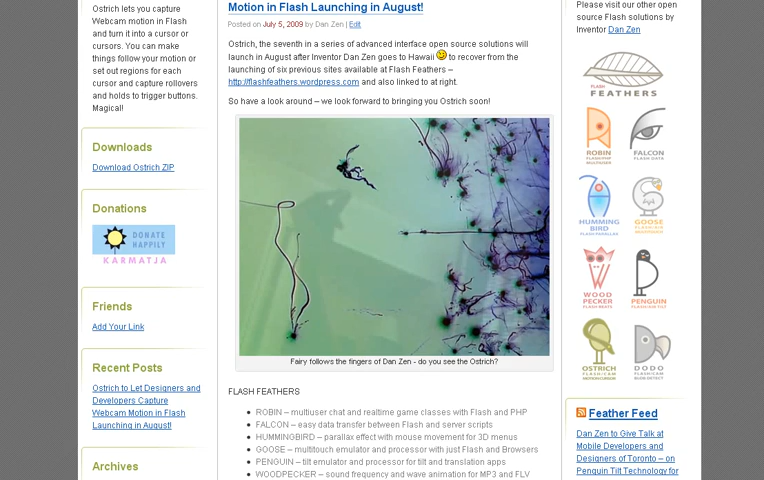 Ostrich lets you capture
Webcam motion in Flash
and turn it into a cursor or
cursors. You can make
things follow your motion or
set out regions for each
cursor and capture rollovers
and holds to trigger buttons.
Magical!
Downloads
Download Ostrich ZIP
Donations
DONATE
HAPPILY
KARMATJA
Friends
Add Your Link
Recent Posts
Ostrich to Let Designers and
Developers Capture
Webcam Motion in Flash
Launching in August!
Archives
Motion in Flash Launching in August!
Posted on July 5, 2009 by Dan Zen | Edit
Ostrich, the seventh in a series of advanced interface open source solutions will
launch in August after Inventor Dan Zen goes to Hawaii to recover from the
launching of six previous sites available at Flash Feathers –
http://flashfeathers.wordpress.com and also linked to at right.
So have a look around – we look forward to bringing you Ostrich soon!
Fairy follows the fingers of Dan Zen - do you see the Ostrich?
FLASH FEATHERS
ROBIN – multiuser chat and realtime game classes with Flash and PHP
FALCON – easy data transfer between Flash and server scripts
HUMMINGBIRD – parallax effect with mouse movement for 3D menus
GOOSE – multitouch emulator and processor with just Flash and Browsers
PENGUIN – tilt emulator and processor for tilt and translation apps
WOODPECKER – sound frequency and wave animation for MP3 and FLV
Please visit our other open
source Flash solutions by
Inventor Dan Zen
FLASH
FEATHERS
ROBIN
FALCON
FLASH DATA
HUMMING
BIRD
FLASH PARALLAX
GOOSE
WOOD
PECKER
FLASH BEATS
PENGUIN
OSTRICH
FLASH/CAM
DODO
FLASH/CAM
Feather Feed
Dan Zen to Give Talk at
Mobile Developers and
Designers of Toronto – on
Penguin Tilt Technology for